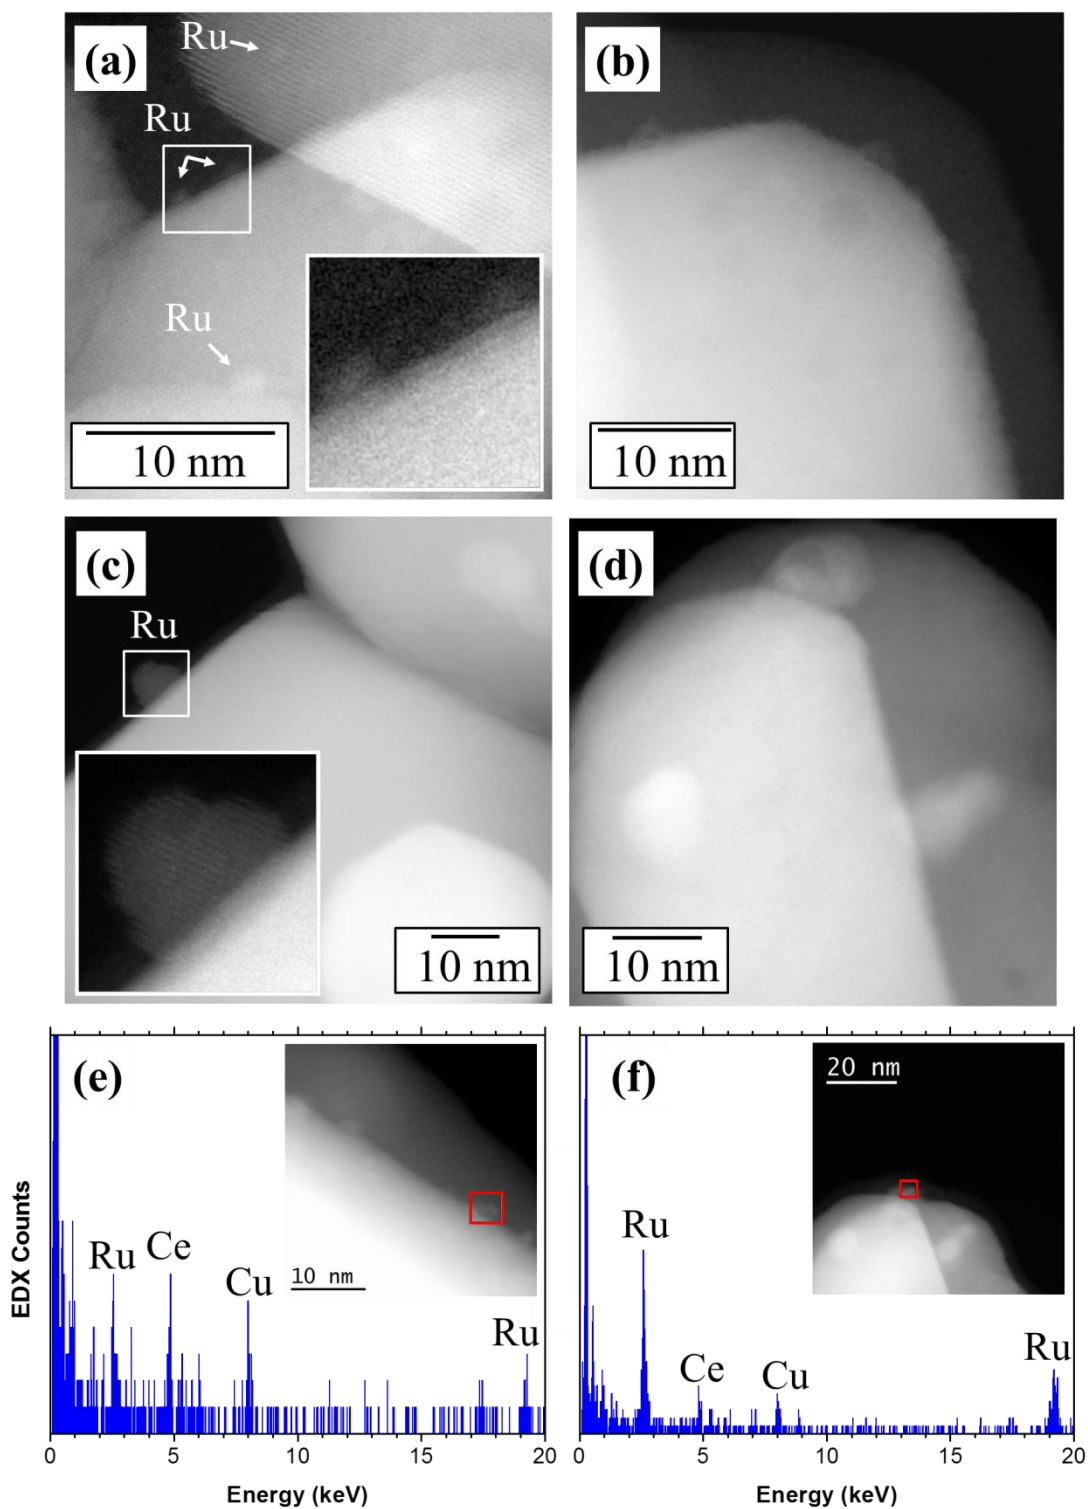 (a)
Ru
Ru
Ru
10 nm
(b)
10 nm
(c)
Ru
10 nm
(d)
10 nm
(e)
10 nm
Ru
Ce
Cu
Ru
EDX Counts
0 5 10 15 20
Energy (keV)
(f)
20 nm
Ru
Ce
Cu
Ru
0 5 10 15 20
Energy (keV)